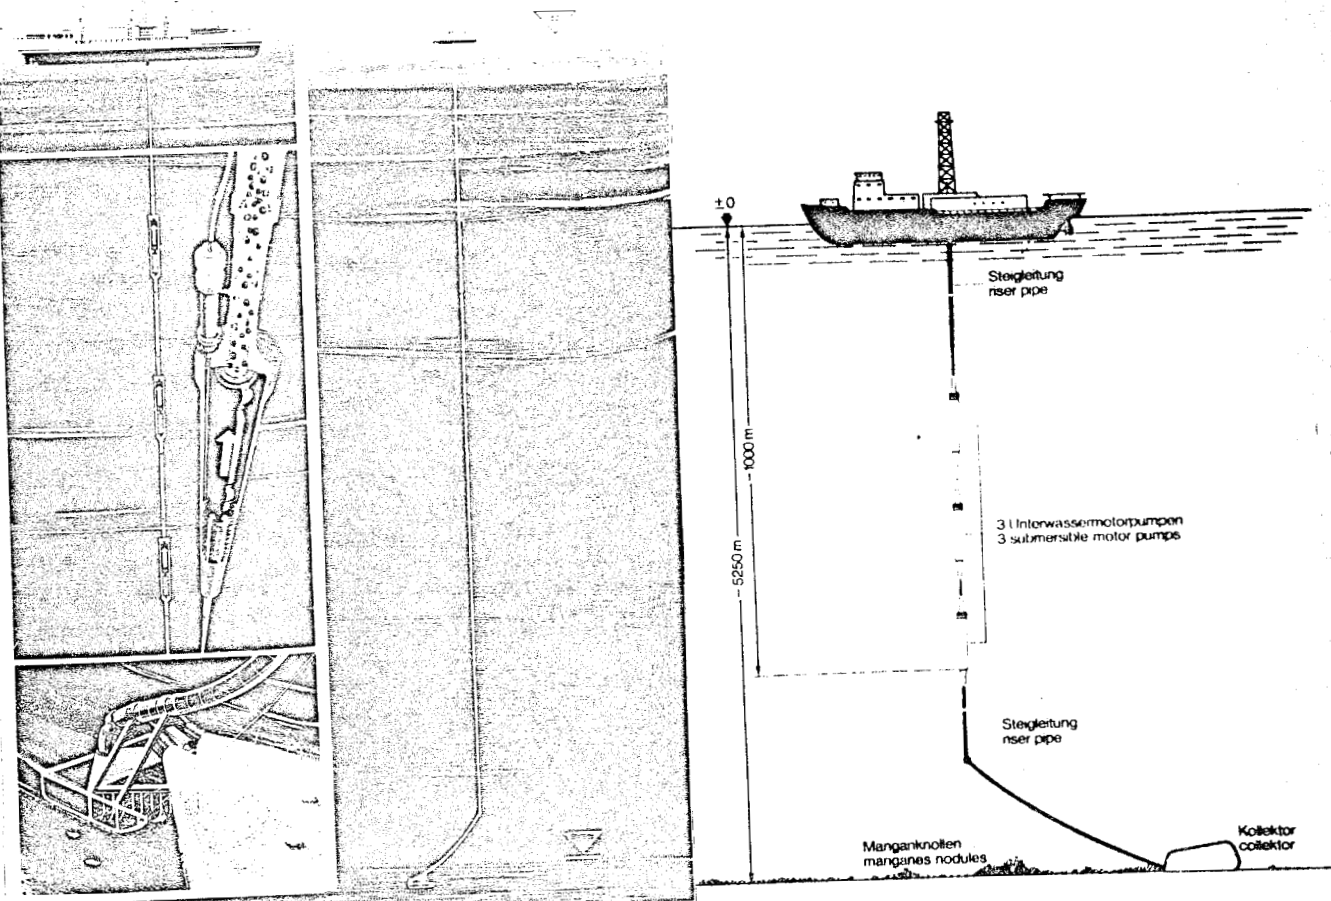 ±0
Steigleitung
riser pipe
1000 m
5250 m
3 Unterwassermotorpumpen
3 submersible motor pumps
Steigleitung
riser pipe
Manganknollen
manganes nodules
Kollektor
collektor